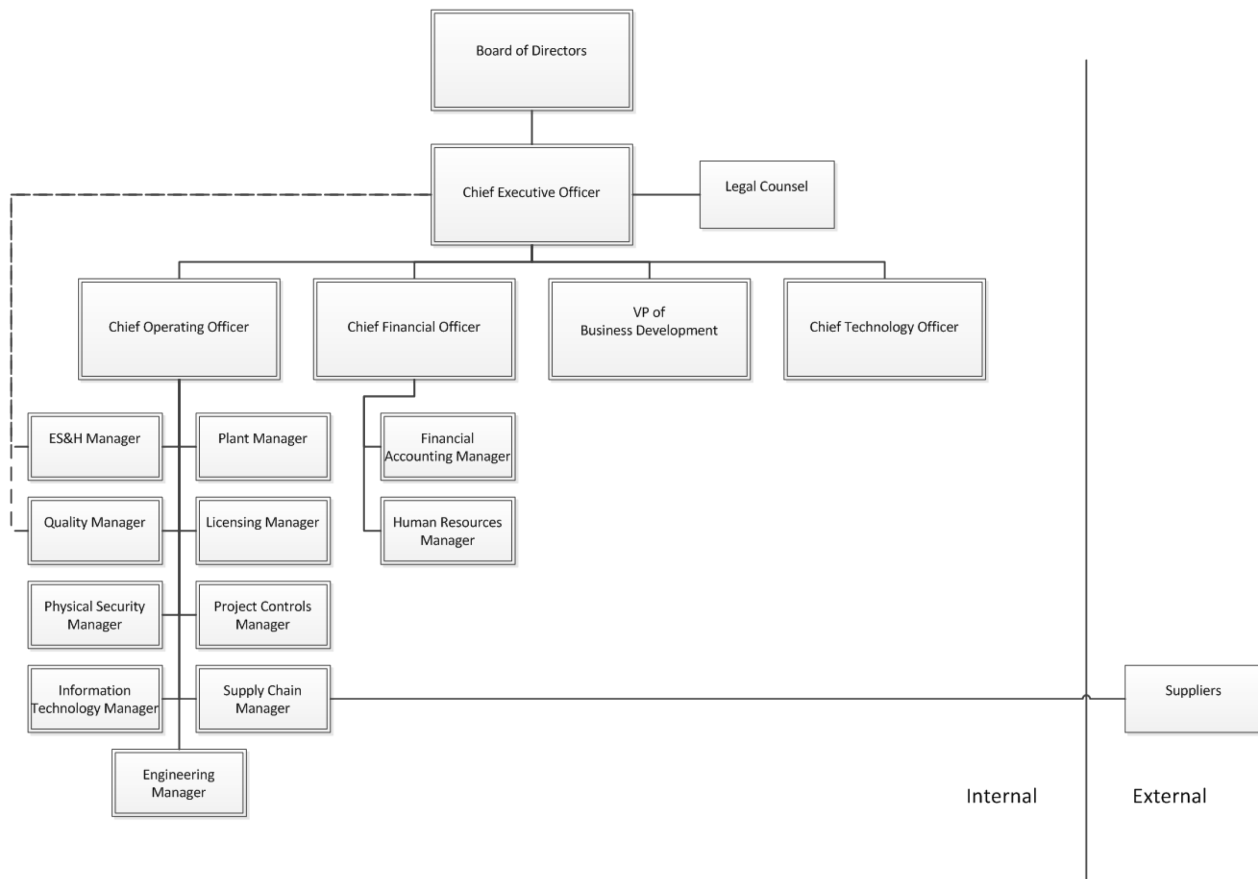 Board of Directors
Chief Executive Officer
Legal Counsel
Chief Operating Officer
Chief Financial Officer
VP of
Business Development
Chief Technology Officer
ES&H Manager
Plant Manager
Financial
Accounting Manager
Quality Manager
Licensing Manager
Human Resources
Manager
Physical Security
Manager
Project Controls
Manager
Information
Technology Manager
Supply Chain
Manager
Suppliers
Engineering
Manager
Internal
External